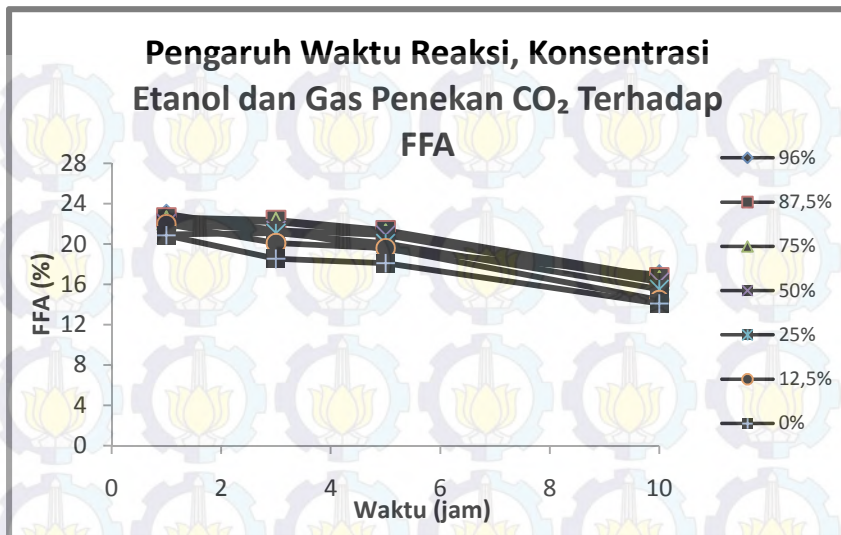 Pengaruh Waktu Reaksi, Konsentrasi
Etanol dan Gas Penekan CO₂ Terhadap
FFA
28
24
20
16
12
8
4
0
FFA (%)
0 2 4 6 8 10
Waktu (jam)
96%
87,5%
75%
50%
25%
12,5%
0%